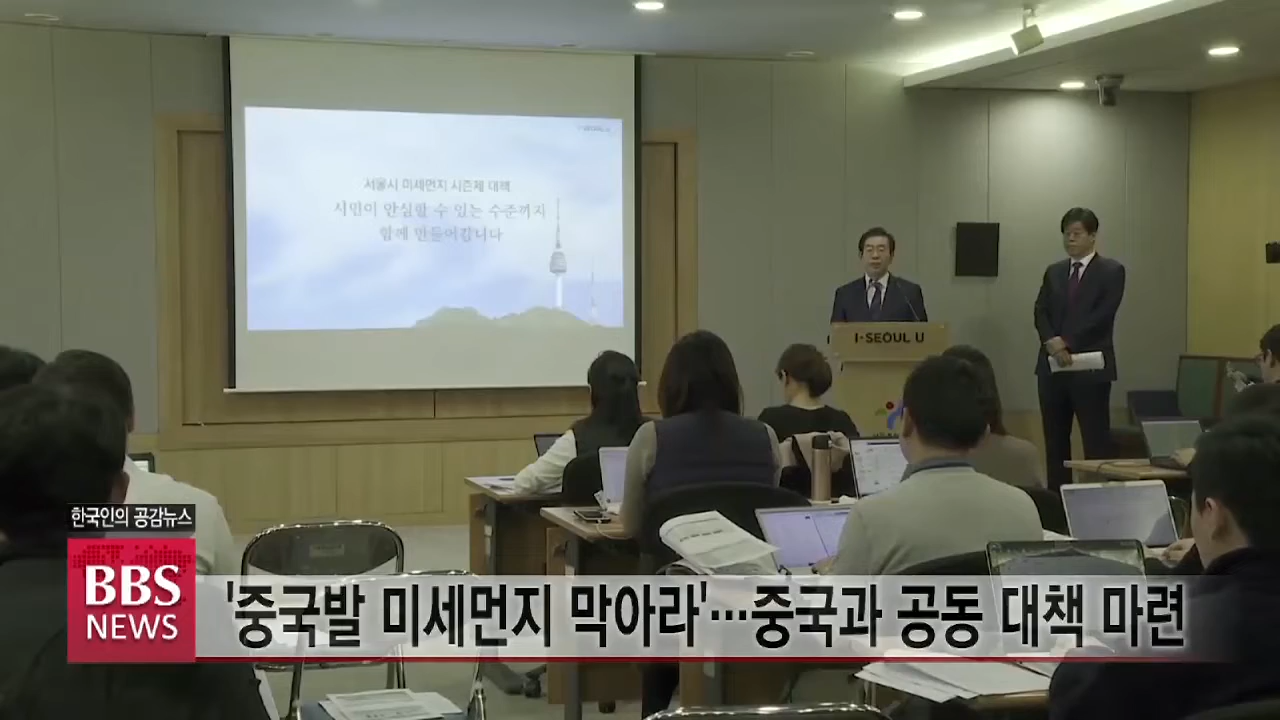 I·SEOUL·U
서울시 미세먼지 시즌제 대책
시민이 안심할 수 있는 수준까지
함께 만들어갑니다
I·SEOUL U
한국인의 공감뉴스
BBS
NEWS
'중국발 미세먼지 막아라'…중국과 공동 대책 마련